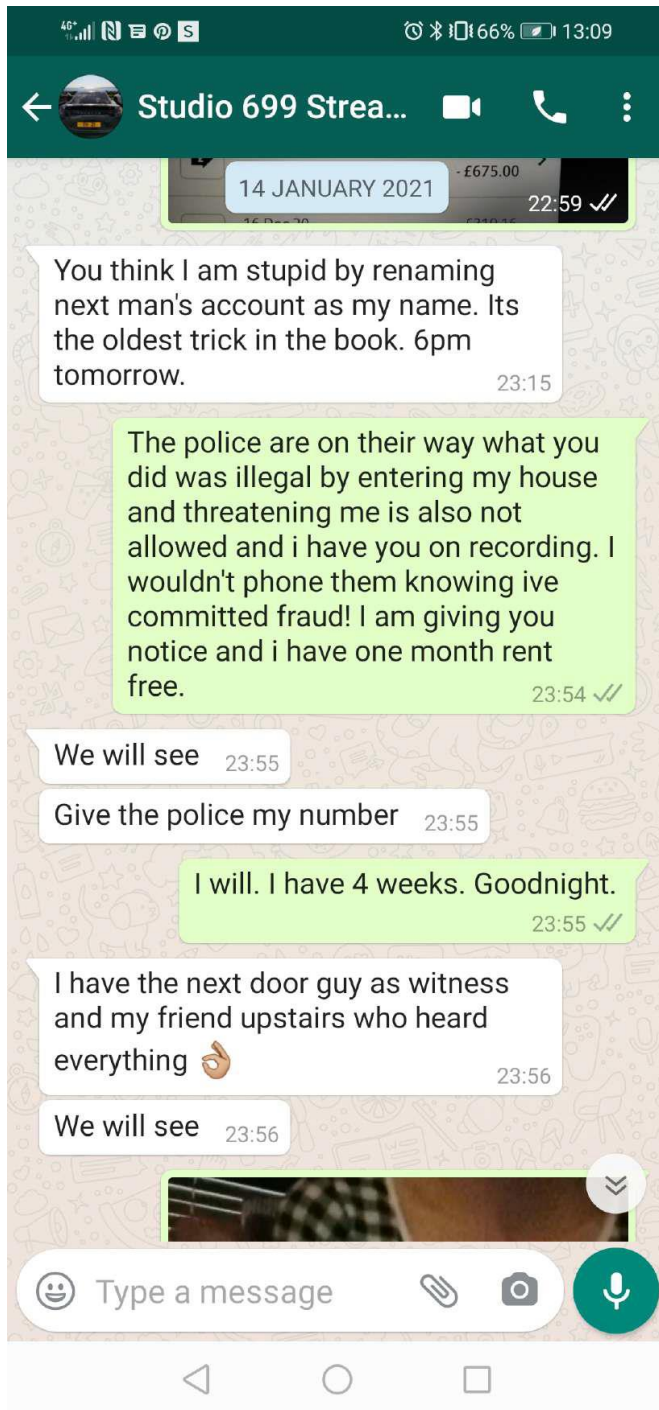 4G+ 66% 13:09
Studio 699 Strea...
14 JANUARY 2021
- £675.00
22:59
You think I am stupid by renaming
next man's account as my name. Its
the oldest trick in the book. 6pm
tomorrow.
23:15
The police are on their way what you
did was illegal by entering my house
and threatening me is also not
allowed and i have you on recording. I
wouldn't phone them knowing ive
committed fraud! I am giving you
notice and i have one month rent
free.
23:54
We will see 23:55
Give the police my number 23:55
I will. I have 4 weeks. Goodnight.
23:55
I have the next door guy as witness
and my friend upstairs who heard
everything 👌🏼
23:56
We will see 23:56
Type a message